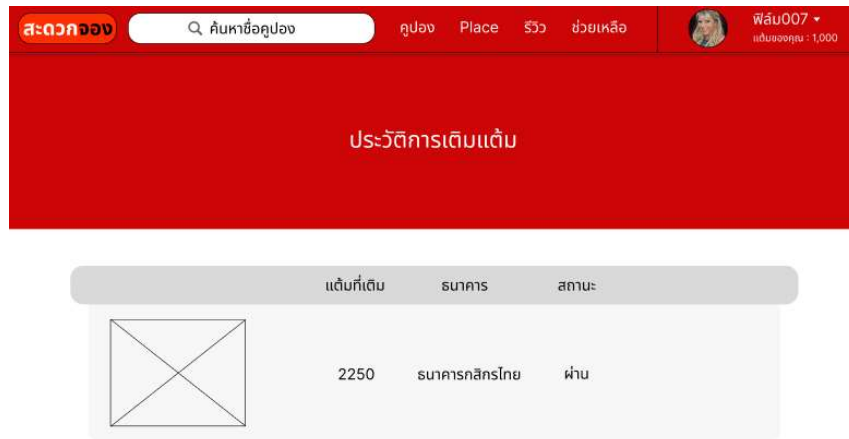 สะดวกจอง ค้นหาชื่อคูปอง คูปอง Place รีวิว ช่วยเหลือ ฟิล์ม007
แต้มของคุณ : 1,000
ประวัติการเติมแต้ม
แต้มที่เติม ธนาคาร สถานะ
2250 ธนาคารกสิกรไทย ผ่าน